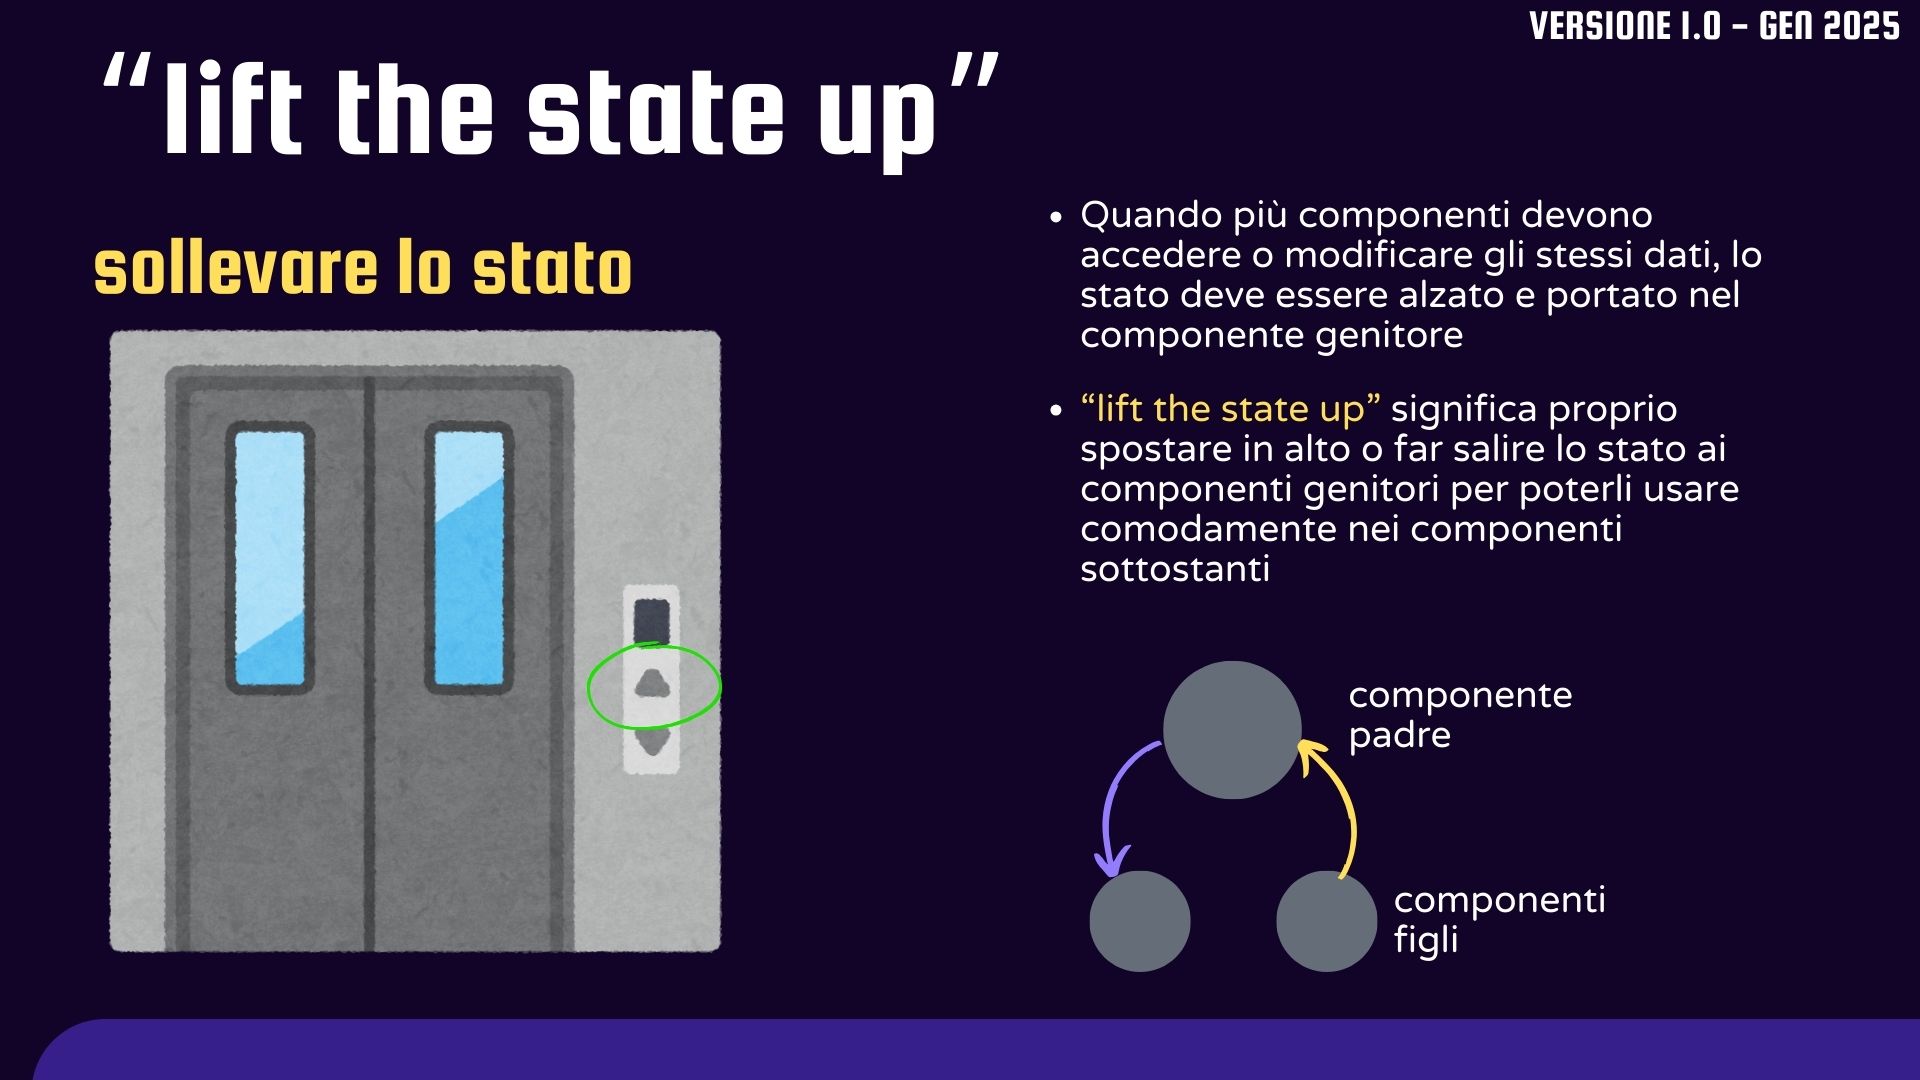 VERSIONE 1.0 - GEN 2025
“lift the state up”
sollevare lo stato
• Quando più componenti devono
accedere o modificare gli stessi dati, lo
stato deve essere alzato e portato nel
componente genitore
• “lift the state up” significa proprio
spostare in alto o far salire lo stato ai
componenti genitori per poterli usare
comodamente nei componenti
sottostanti
componente
padre
componenti
figli